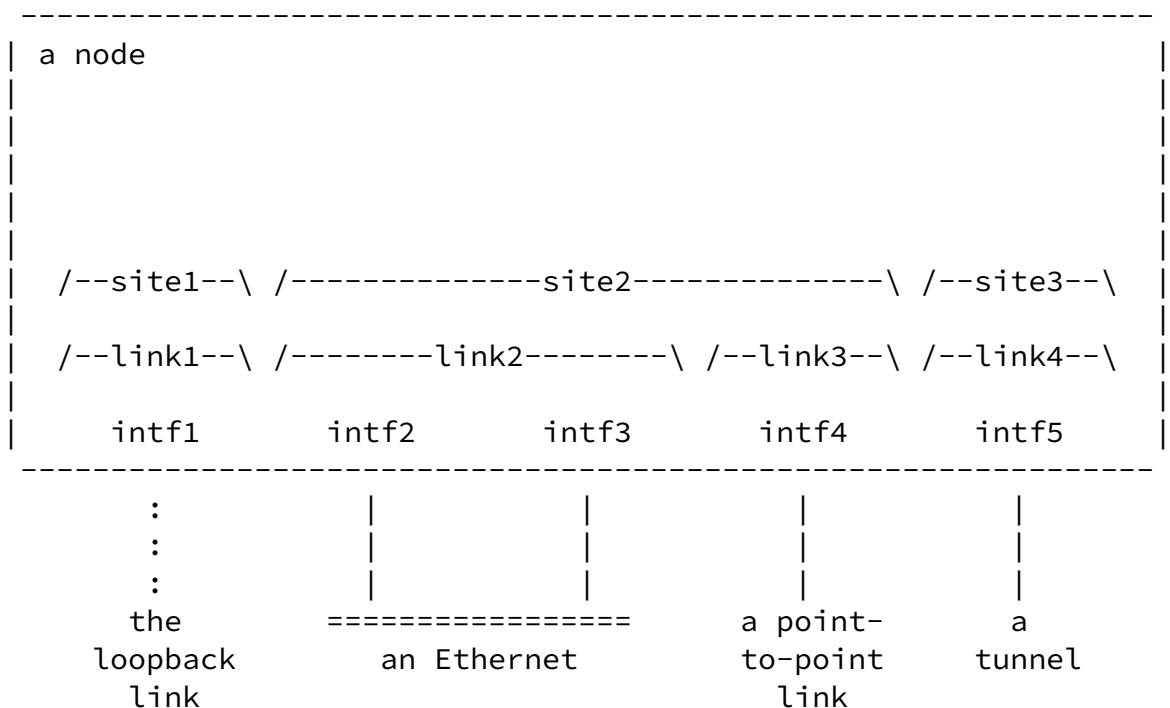 a node
/--site1--\ /--------------site2--------------\ /--site3--\
/--link1--\ /--------link2--------\ /--link3--\ /--link4--\
intf1 intf2 intf3 intf4 intf5
the ================= a point- a
loopback an Ethernet to-point tunnel
link link